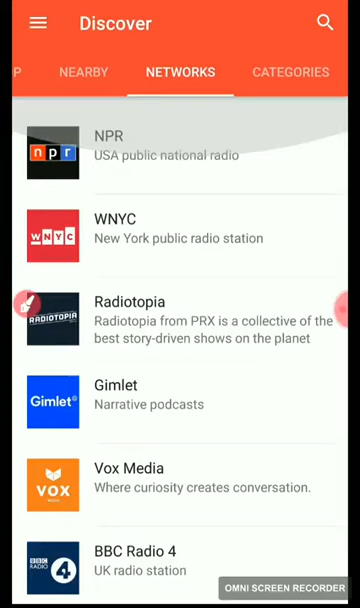 Discover
P NEARBY NETWORKS CATEGORIES
npr
NPR
USA public national radio
WNYC
WNYC
New York public radio station
RADIOTOPIA
Radiotopia
Radiotopia from PRX is a collective of the
best story-driven shows on the planet
Gimlet
Gimlet
Narrative podcasts
VOX
MEDIA
Vox Media
Where curiosity creates conversation.
BBC
RADIO
4
BBC Radio 4
UK radio station
OMNI SCREEN RECORDER